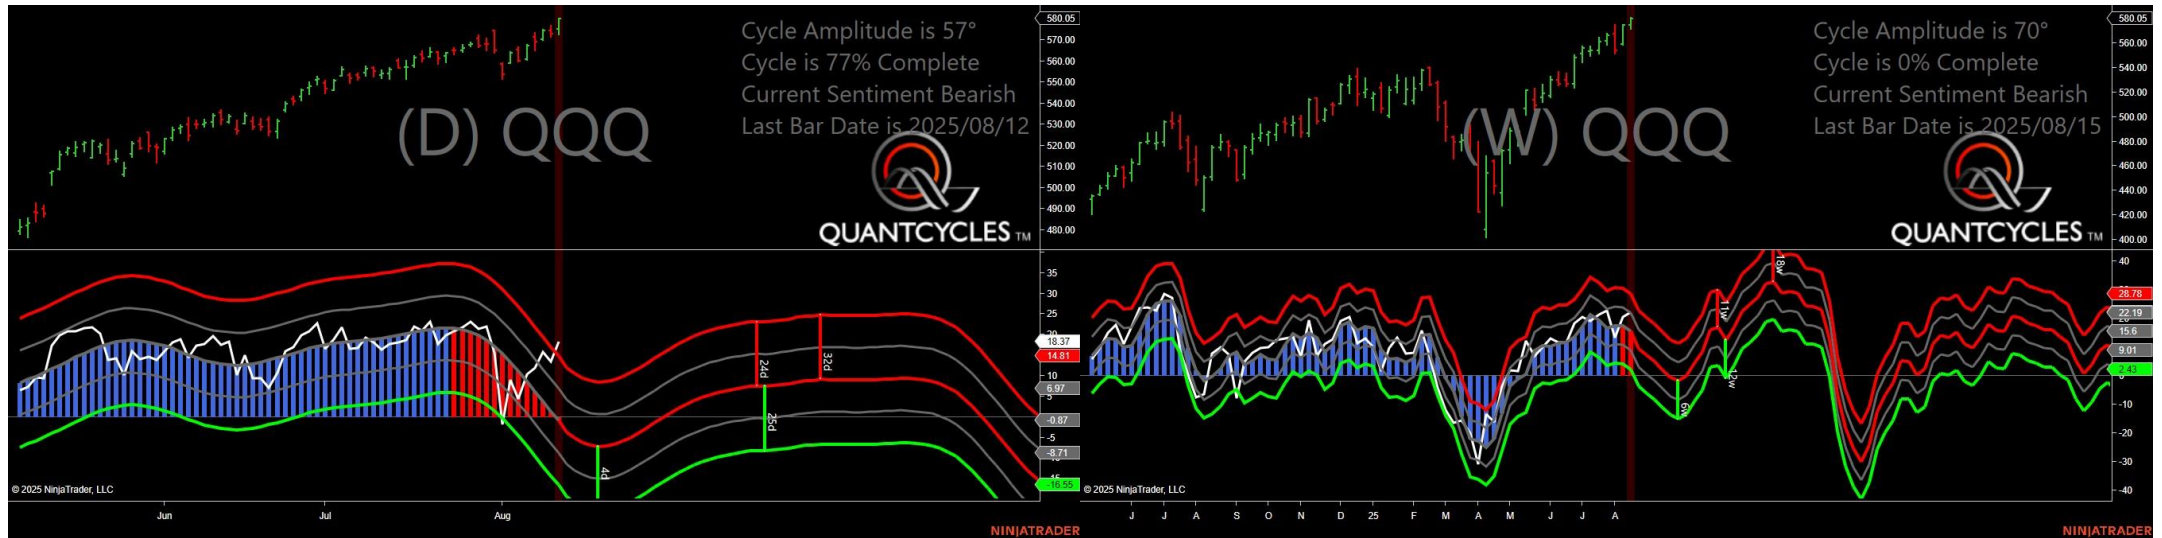 Cycle Amplitude is 57°
Cycle is 77% Complete
Current Sentiment Bearish
Last Bar Date is 2025/08/12
(D) QQQ
QUANTCYCLES TM
580.05
570.00
560.00
550.00
540.00
530.00
520.00
510.00
500.00
490.00
480.00
35
30
25
18.37
14.81
10
6.97
5
-0.87
-5
-8.71
-16.55
4d
24d
25d
32d
© 2025 NinjaTrader, LLC
Jun
Jul
Aug
NINJATRADER
Cycle Amplitude is 70°
Cycle is 0% Complete
Current Sentiment Bearish
Last Bar Date is 2025/08/15
(W) QQQ
QUANTCYCLES TM
580.05
560.00
540.00
520.00
500.00
480.00
460.00
440.00
420.00
400.00
40
28.78
22.19
15.6
9.01
2.43
-10
-20
-30
-40
6w
11w
12w
18w
© 2025 NinjaTrader, LLC
J J A S O N D 25 F M A M J J A
NINJATRADER